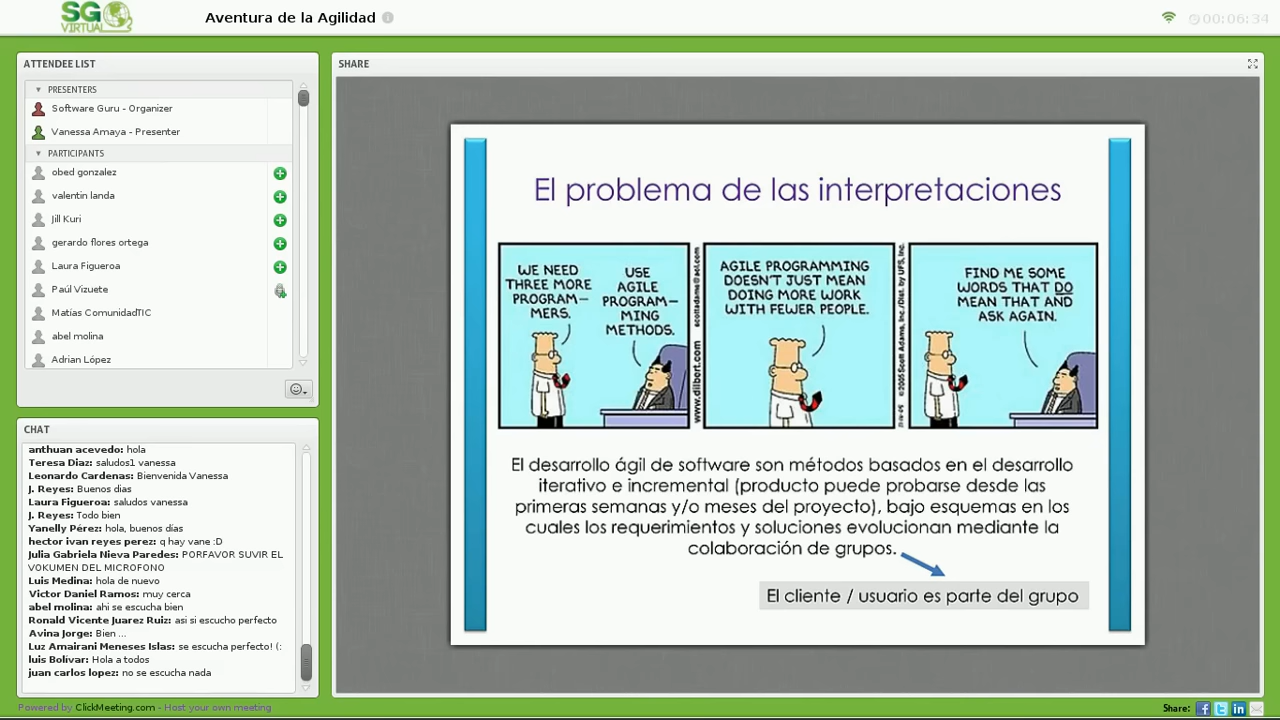 SG
VIRTUAL
Aventura de la Agilidad
00:06:34
ATTENDEE LIST
PRESENTERS
Software Guru - Organizer
Vanessa Amaya - Presenter
PARTICIPANTS
obed gonzalez
valentin landa
Jill Kuri
gerardo flores ortega
Laura Figueroa
Paúl Vizuete
Matías ComunidadTIC
abel molina
Adrian López
CHAT
anthuan acevedo: hola
Teresa Diaz: saludos1 vanessa
Leonardo Cardenas: Bienvenida Vanessa
J. Reyes: Buenos dias
Laura Figueroa: saludos vanessa
J. Reyes: Todo bien
Yanelly Pérez: hola, buenos días
hector ivan reyes perez: q hay vane :D
Julia Gabriela Nieva Paredes: PORFAVOR SUVIR EL
VOKUMEN DEL MICROFONO
Luis Medina: hola de nuevo
Victor Daniel Ramos: muy cerca
abel molina: ahi se escucha bien
Ronald Vicente Juarez Ruiz: asi si escucho perfecto
Avina Jorge: Bien ...
Luz Amairani Meneses Islas: se escucha perfecto! (:
luis Bolívar: Hola a todos
juan carlos lopez: no se escucha nada
SHARE
El problema de las interpretaciones
WE NEED
THREE MORE
PROGRAM-
MERS.
USE
AGILE
PROGRAM-
MING
METHODS.
www.dilbert.com scottadams@aol.com
AGILE PROGRAMMING
DOESN'T JUST MEAN
DOING MORE WORK
WITH FEWER PEOPLE.
©2005 Scott Adams, Inc./Dist. by UFS, Inc.
FIND ME SOME
WORDS THAT DO
MEAN THAT AND
ASK AGAIN.
El desarrollo ágil de software son métodos basados en el desarrollo
iterativo e incremental (producto puede probarse desde las
primeras semanas y/o meses del proyecto), bajo esquemas en los
cuales los requerimientos y soluciones evolucionan mediante la
colaboración de grupos.
El cliente / usuario es parte del grupo
Powered by ClickMeeting.com - Host your own meeting
Share: